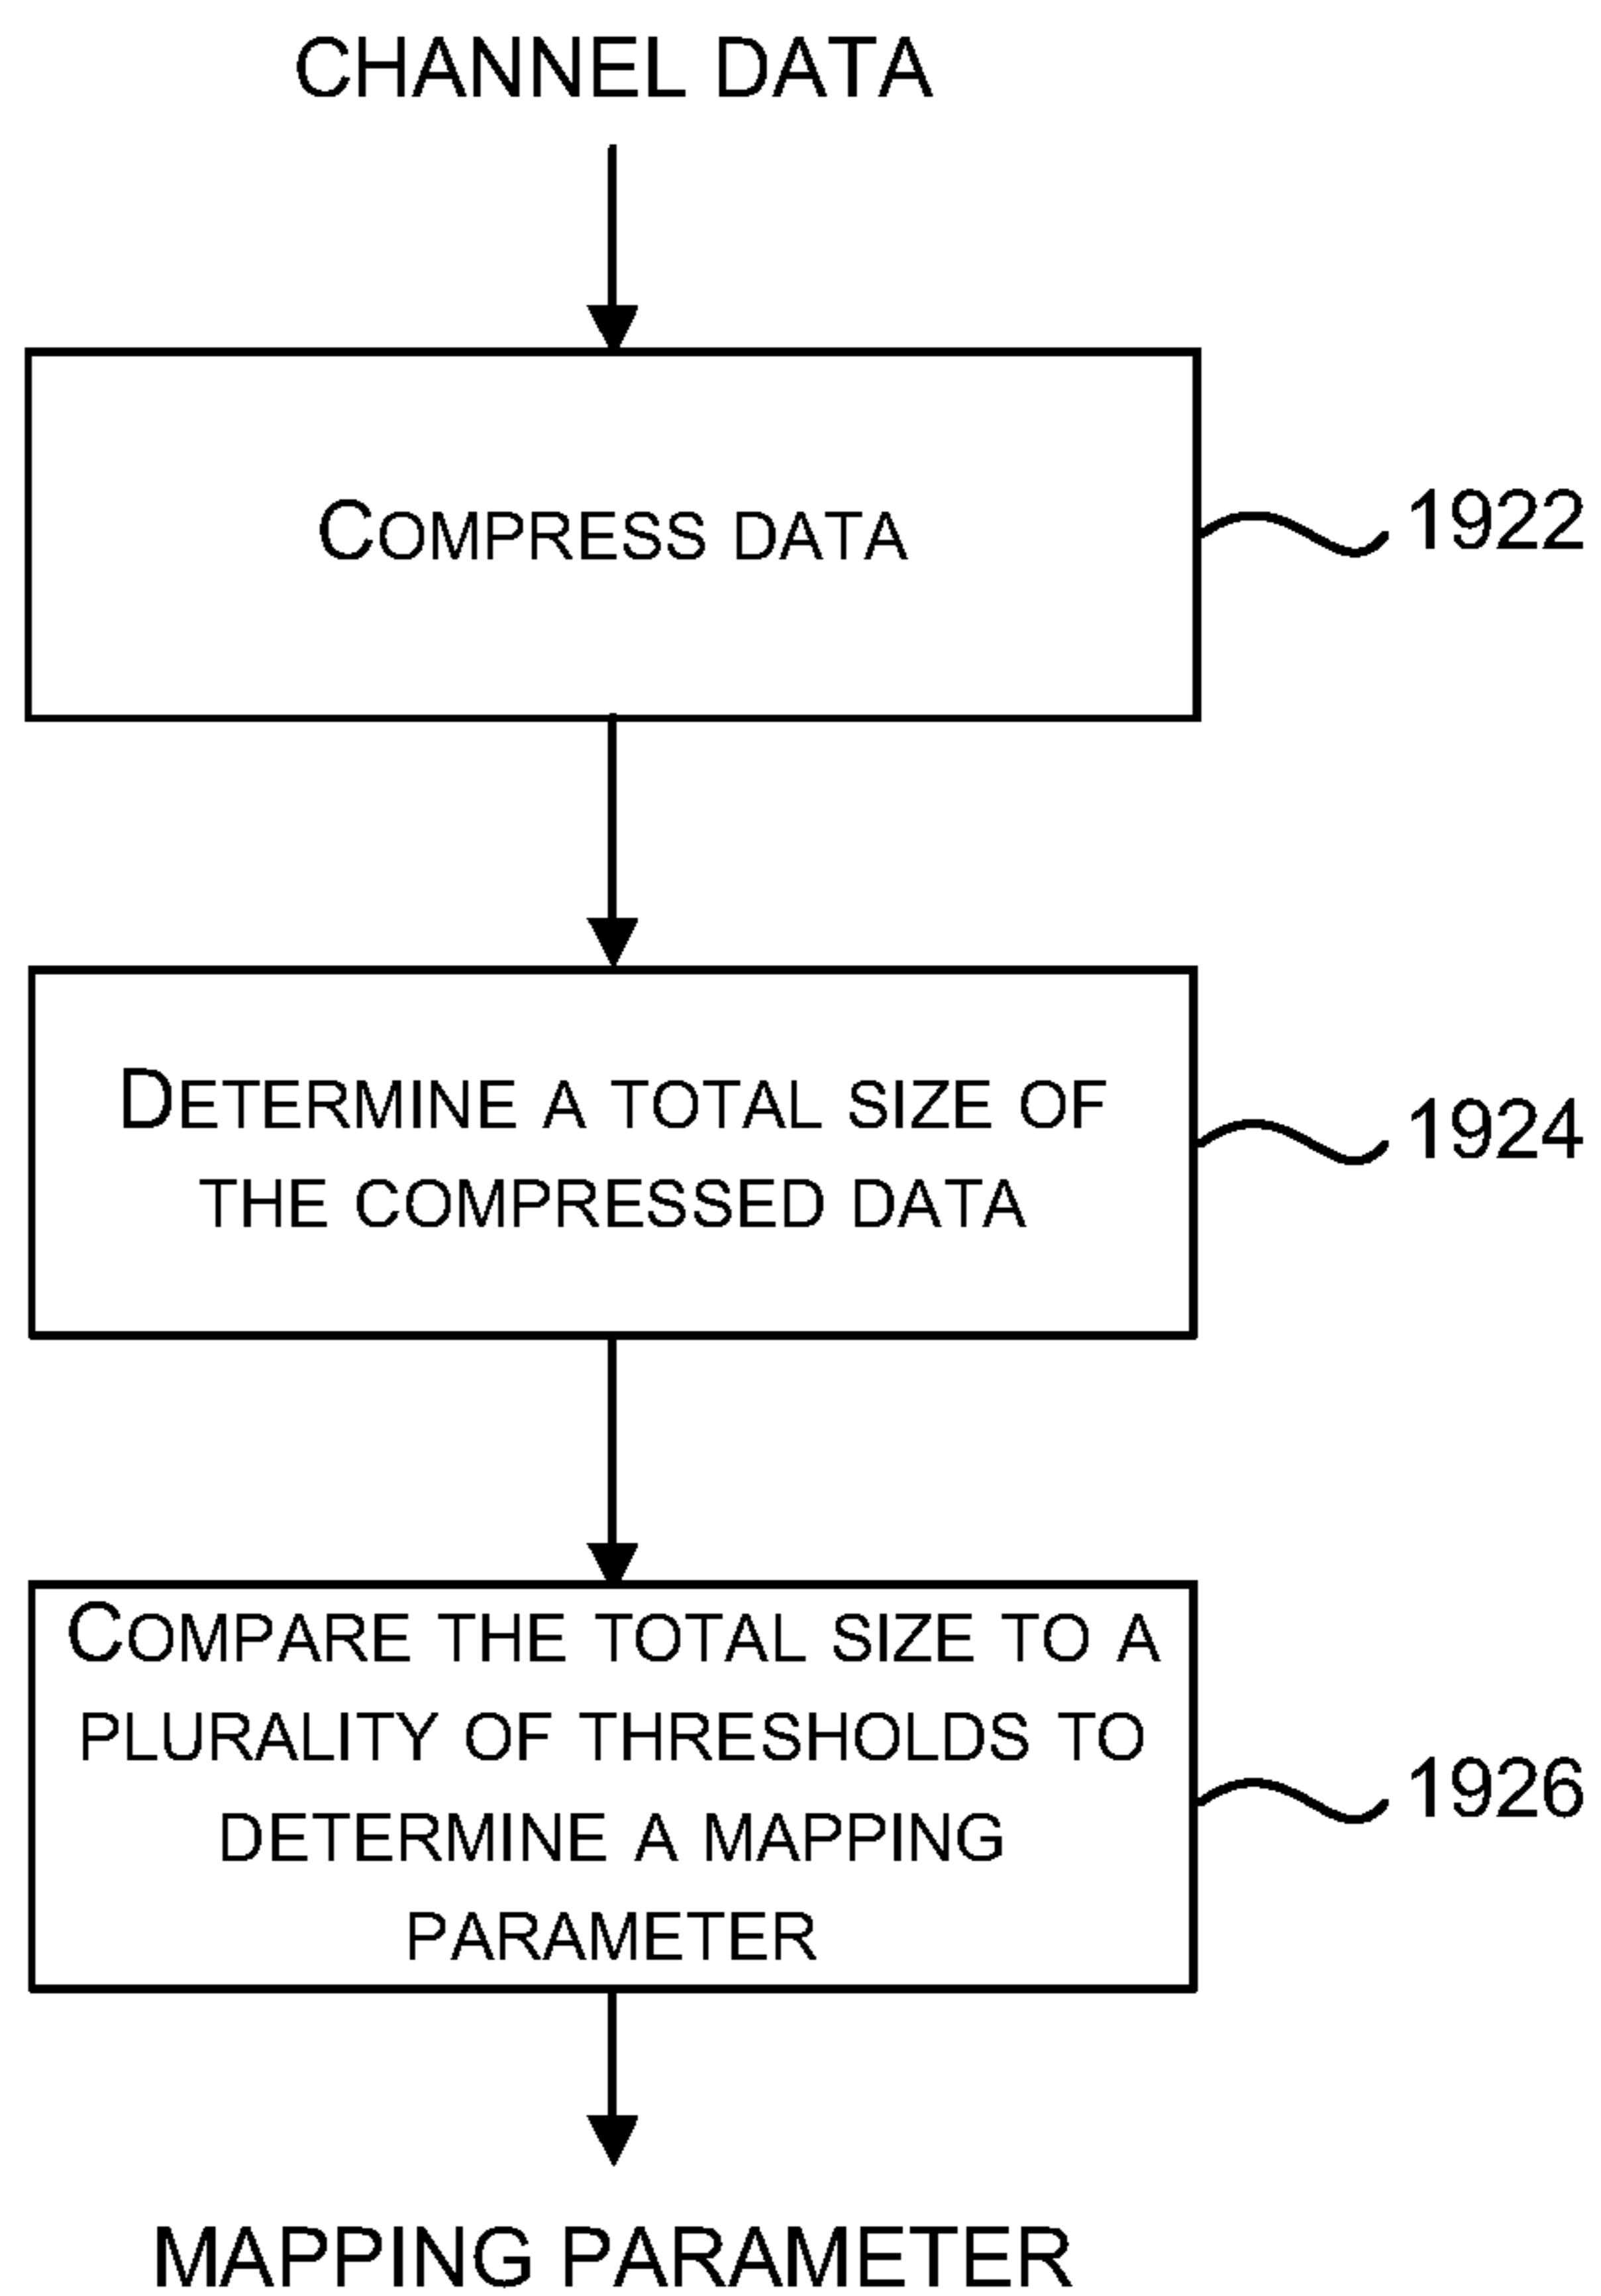 CHANNEL DATA
COMPRESS DATA
1922
DETERMINE A TOTAL SIZE OF
THE COMPRESSED DATA
1924
COMPARE THE TOTAL SIZE TO A
PLURALITY OF THRESHOLDS TO
DETERMINE A MAPPING
PARAMETER
1926
MAPPING PARAMETER